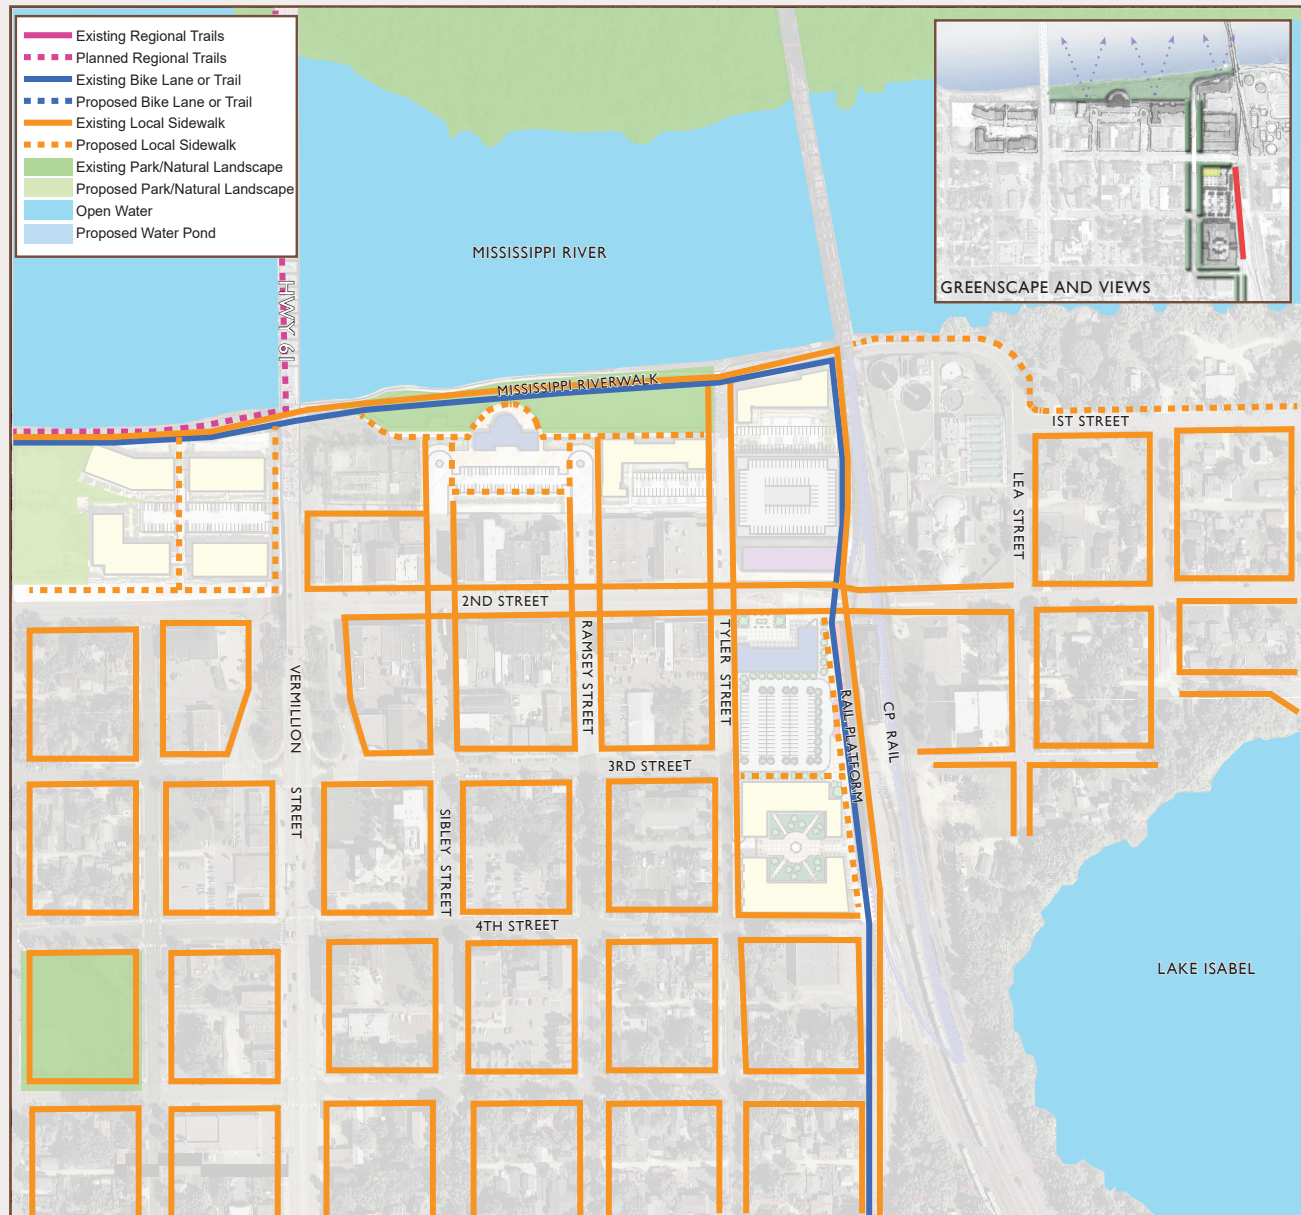 Existing Regional Trails
Planned Regional Trails
Existing Bike Lane or Trail
Proposed Bike Lane or Trail
Existing Local Sidewalk
Proposed Local Sidewalk
Existing Park/Natural Landscape
Proposed Park/Natural Landscape
Open Water
Proposed Water Pond
GREENSCAPE AND VIEWS
MISSISSIPPI RIVER
HWY 61
MISSISSIPPI RIVERWALK
1ST STREET
LEA STREET
2ND STREET
RAMSEY STREET
TYLER STREET
VERMILLION STREET
RAIL PLATFORM
CP RAIL
3RD STREET
SIBLEY STREET
4TH STREET
LAKE ISABEL